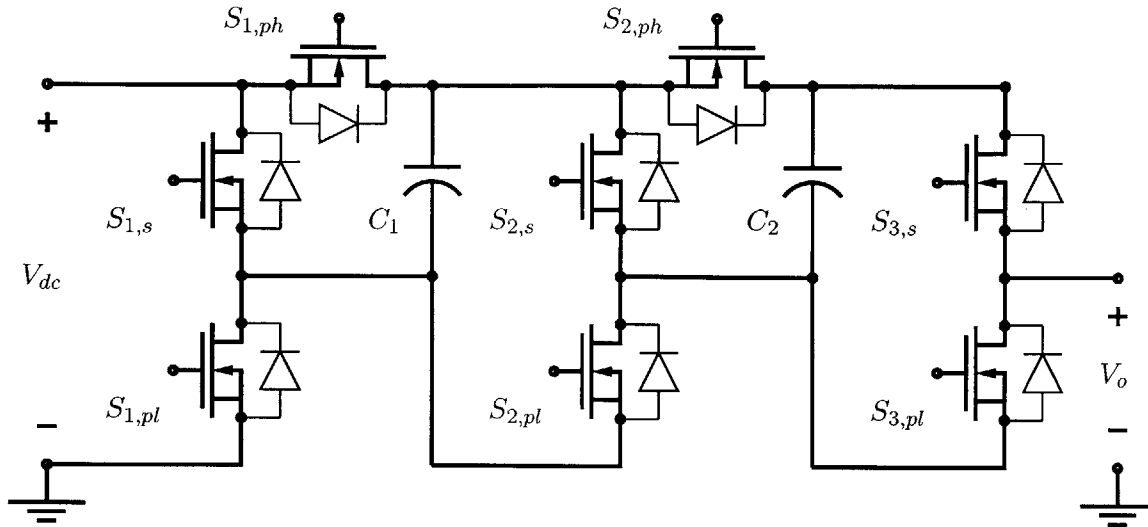 S_{1,ph}
S_{2,ph}
+
S_{1,s}
C_1
S_{2,s}
C_2
S_{3,s}
V_{dc}
+
S_{1,pl}
S_{2,pl}
S_{3,pl}
V_o
−
−